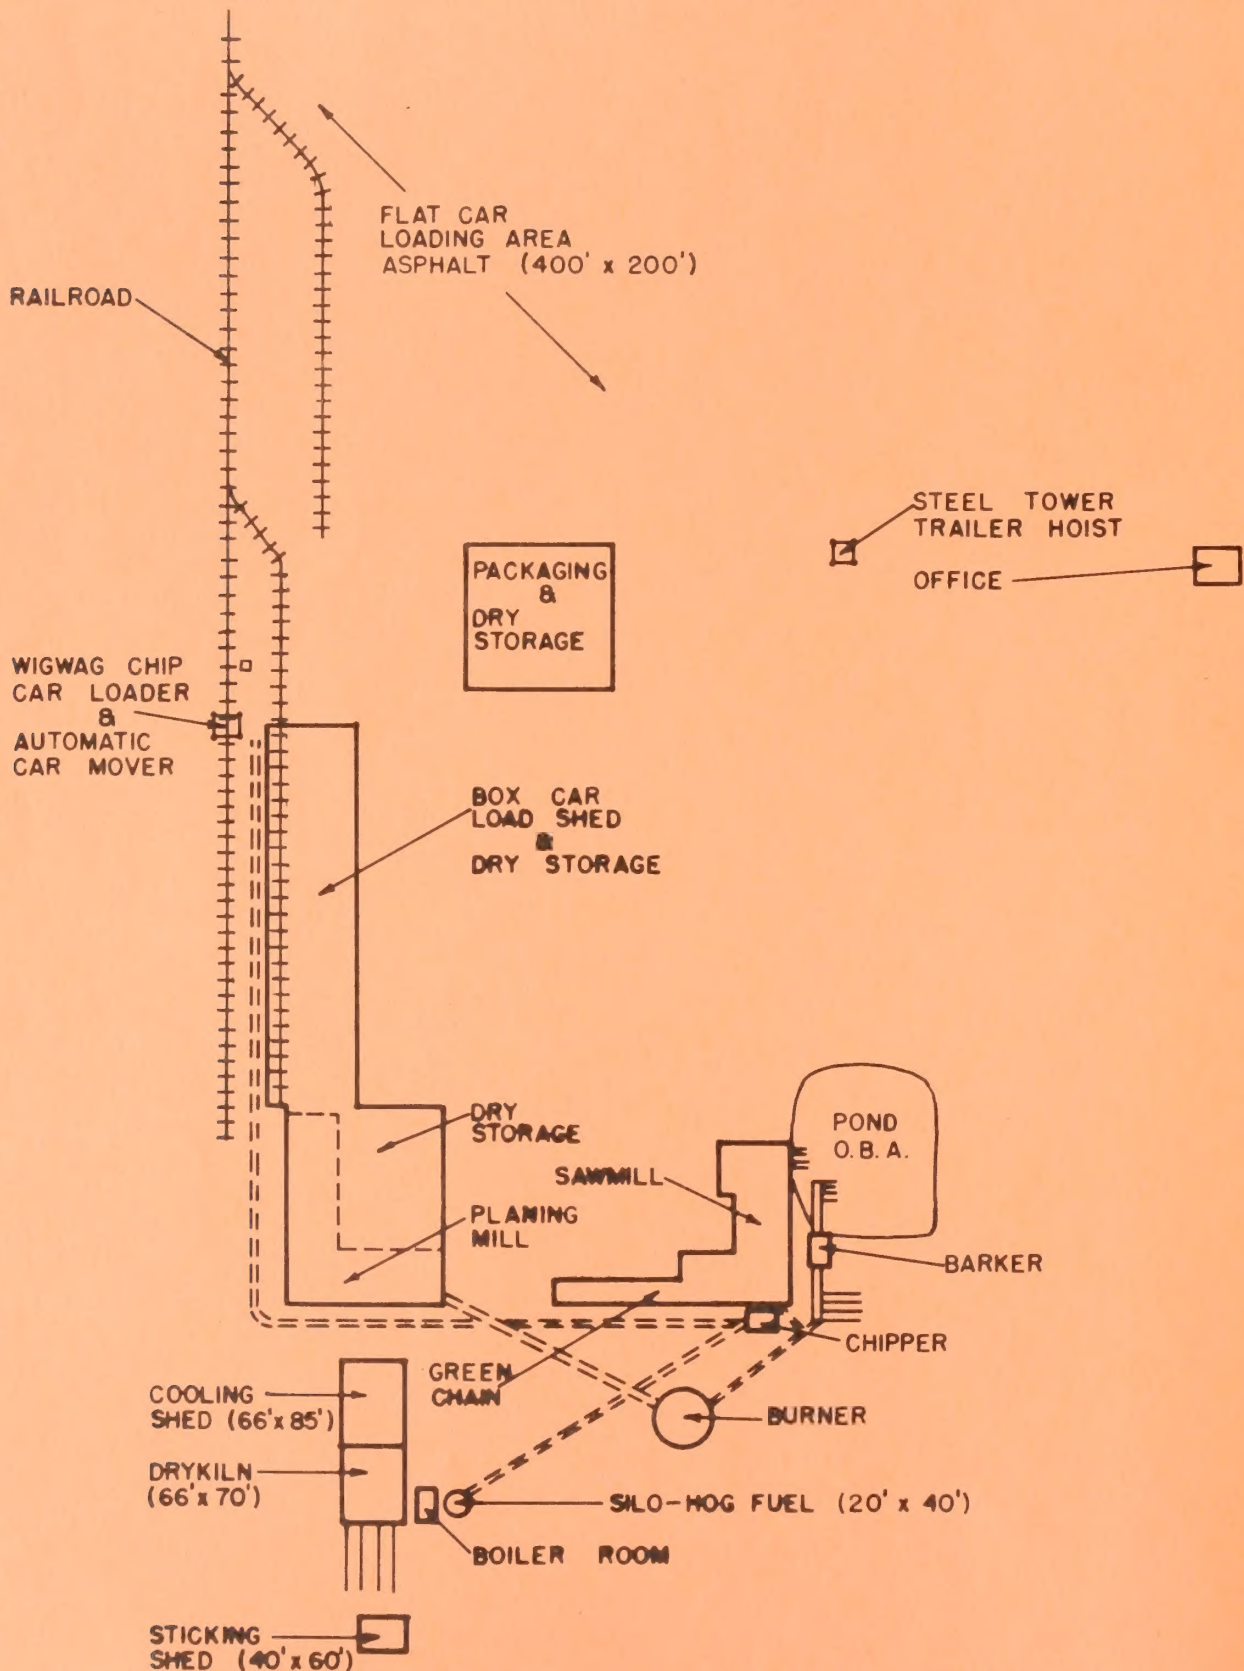 FLAT CAR
LOADING AREA
ASPHALT (400' x 200')
RAILROAD
STEEL TOWER
TRAILER HOIST
OFFICE
PACKAGING
&
DRY
STORAGE
WIGWAG CHIP
CAR LOADER
&
AUTOMATIC
CAR MOVER
BOX CAR
LOAD SHED
&
DRY STORAGE
DRY
STORAGE
POND
O.B.A.
SAWMILL
PLANING
MILL
BARKER
CHIPPER
GREEN
CHAIN
COOLING
SHED (66'x 85')
BURNER
DRYKILN
(66'x 70')
SILO-HOG FUEL (20' x 40')
BOILER ROOM
STICKING
SHED (40'x 60')